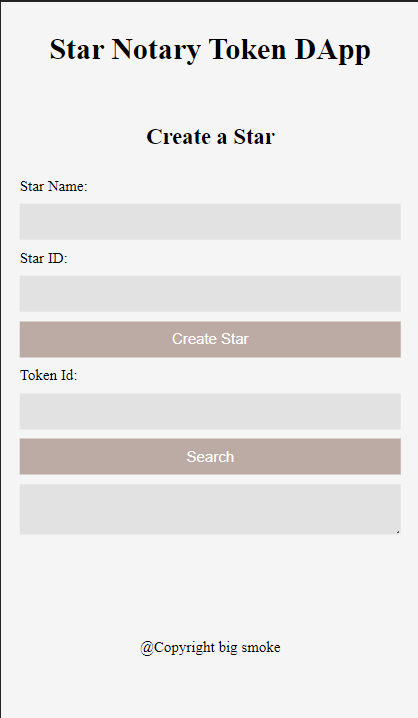 Star Notary Token DApp
Create a Star
Star Name:
Star ID:
Create Star
Token Id:
Search
@Copyright big smoke